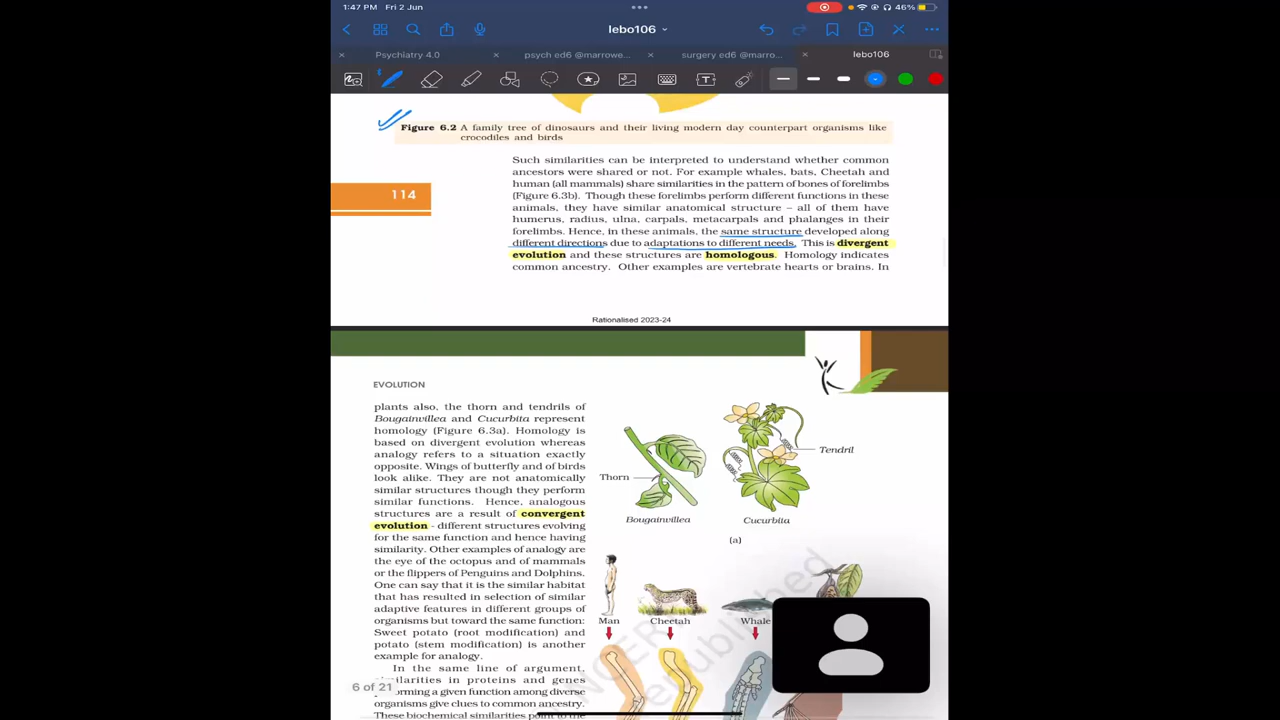 1:47 PM Fri 2 Jun
46%
lebo106
Psychiatry 4.0
psych ed6 @marrowe...
surgery ed6 @marro...
lebo106
Figure 6.2 A family tree of dinosaurs and their living modern day counterpart organisms like
crocodiles and birds
114
Such similarities can be interpreted to understand whether common
ancestors were shared or not. For example whales, bats, Cheetah and
human (all mammals) share similarities in the pattern of bones of forelimbs
(Figure 6.3b). Though these forelimbs perform different functions in these
animals, they have similar anatomical structure – all of them have
humerus, radius, ulna, carpals, metacarpals and phalanges in their
forelimbs. Hence, in these animals, the same structure developed along
different directions due to adaptations to different needs. This is divergent
evolution and these structures are homologous. Homology indicates
common ancestry. Other examples are vertebrate hearts or brains. In
Rationalised 2023-24
EVOLUTION
plants also, the thorn and tendrils of
Bougainvillea and Cucurbita represent
homology (Figure 6.3a). Homology is
based on divergent evolution whereas
analogy refers to a situation exactly
opposite. Wings of butterfly and of birds
look alike. They are not anatomically
similar structures though they perform
similar functions. Hence, analogous
structures are a result of convergent
evolution - different structures evolving
for the same function and hence having
similarity. Other examples of analogy are
the eye of the octopus and of mammals
or the flippers of Penguins and Dolphins.
One can say that it is the similar habitat
that has resulted in selection of similar
adaptive features in different groups of
organisms but toward the same function:
Sweet potato (root modification) and
potato (stem modification) is another
example for analogy.
In the same line of argument,
similarities in proteins and genes
forming a given function among diverse
organisms give clues to common ancestry.
These biochemical similarities point to the
6 of 21
Thorn
Tendril
Bougainvillea
Cucurbita
(a)
Man
Cheetah
Whale